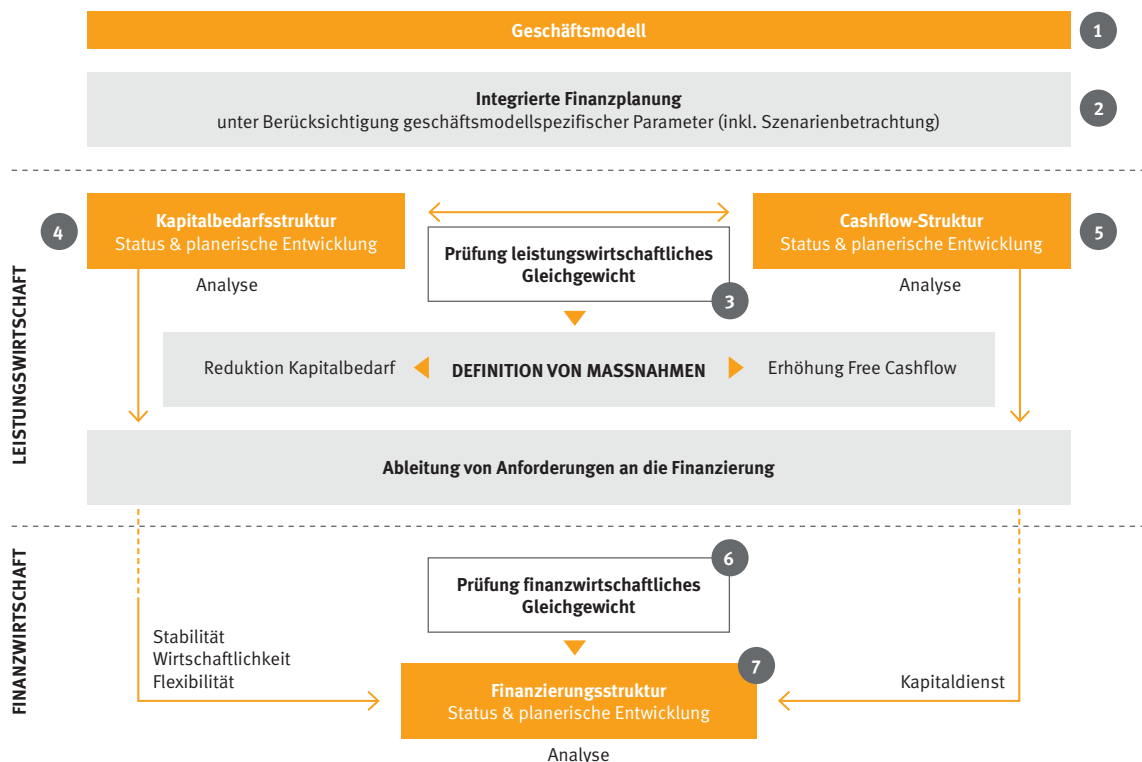 Geschäftsmodell
1
Integrierte Finanzplanung
unter Berücksichtigung geschäftsmodellspezifischer Parameter (inkl. Szenarienbetrachtung)
2
LEISTUNGSWIRTSCHAFT
4
Kapitalbedarfsstruktur
Status & planerische Entwicklung
Analyse
Prüfung leistungswirtschaftliches
Gleichgewicht
3
Cashflow-Struktur
Status & planerische Entwicklung
5
Analyse
Reduktion Kapitalbedarf
DEFINITION VON MASSNAHMEN
Erhöhung Free Cashflow
Ableitung von Anforderungen an die Finanzierung
FINANZWIRTSCHAFT
6
Prüfung finanzwirtschaftliches
Gleichgewicht
Stabilität
Wirtschaftlichkeit
Flexibilität
7
Finanzierungsstruktur
Status & planerische Entwicklung
Kapitaldienst
Analyse